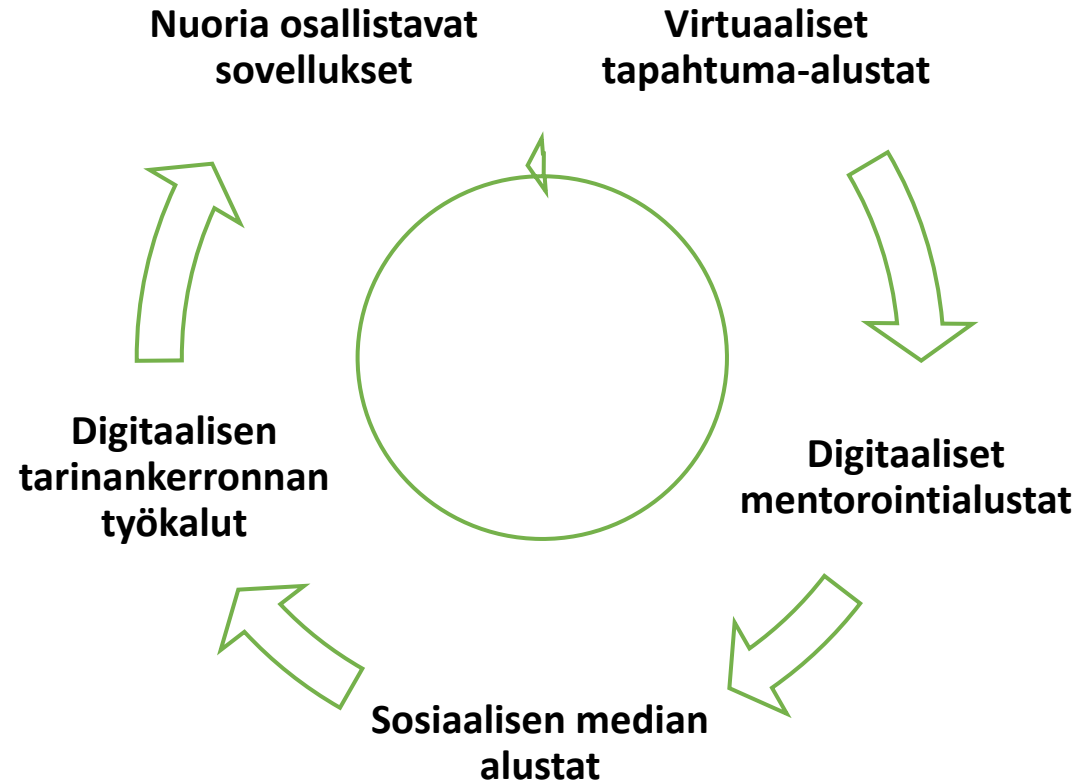 Nuoria osallistavat
sovellukset
Virtuaaliset
tapahtuma-alustat
Digitaaliset
mentorointialustat
Sosiaalisen median
alustat
Digitaalisen
tarinankerronnan
työkalut